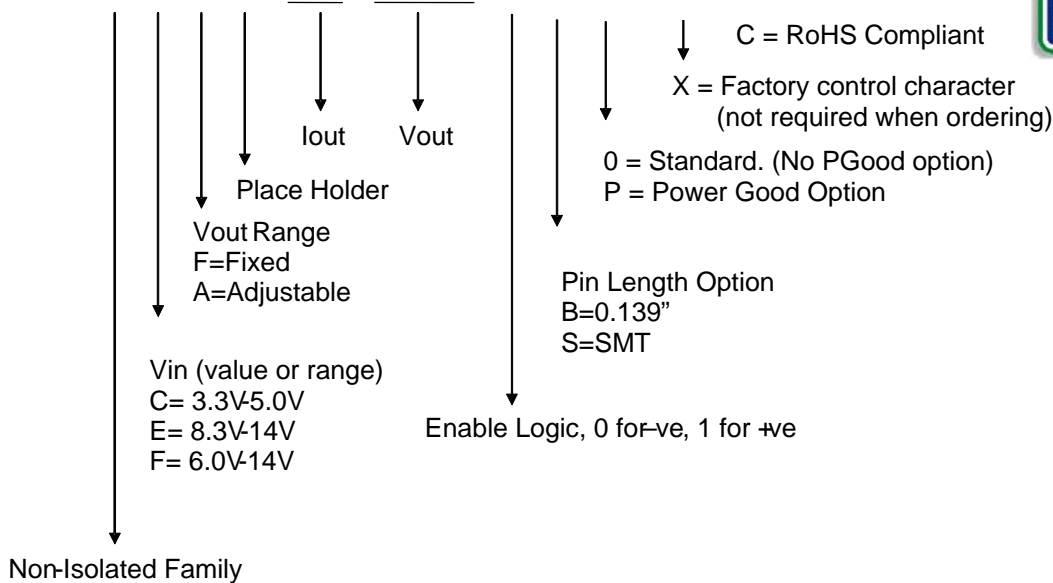 C = RoHS Compliant
X = Factory control character
(not required when ordering)
Iout
Vout
0 = Standard. (No PGood option)
P = Power Good Option
Place Holder
Vout Range
F=Fixed
A=Adjustable
Pin Length Option
B=0.139”
S=SMT
Vin (value or range)
C= 3.3V-5.0V
E= 8.3V-14V
F= 6.0V-14V
Enable Logic, 0 for-ve, 1 for +ve
Non-Isolated Family